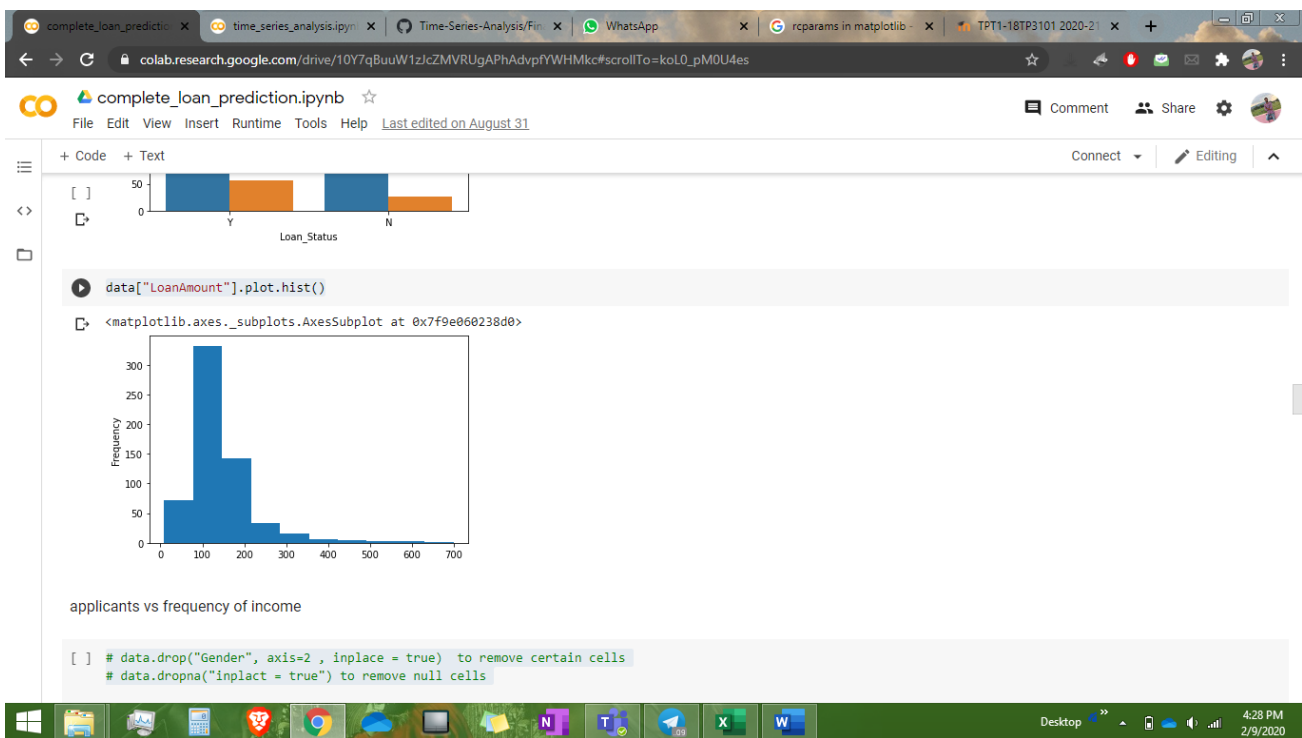 complete_loan_predictio
time_series_analysis.ipyn
Time-Series-Analysis/Fin
WhatsApp
rcparams in matplotlib -
TPT1-18TP3101 2020-21
colab.research.google.com/drive/10Y7qBuuW1zJcZMVRUgAPhAdvpfYWHMkc#scrollTo=koL0_pM0U4es
complete_loan_prediction.ipynb
File Edit View Insert Runtime Tools Help Last edited on August 31
Comment Share
+ Code + Text
Connect Editing
[ ]
50
0
Y N
Loan_Status
data["LoanAmount"].plot.hist()
<matplotlib.axes._subplots.AxesSubplot at 0x7f9e060238d0>
300
250
200
150
100
50
0
Frequency
0 100 200 300 400 500 600 700
applicants vs frequency of income
[ ] # data.drop("Gender", axis=2 , inplace = true) to remove certain cells
# data.dropna("inplact = true") to remove null cells
N T .09 X W
Desktop
4:28 PM
2/9/2020